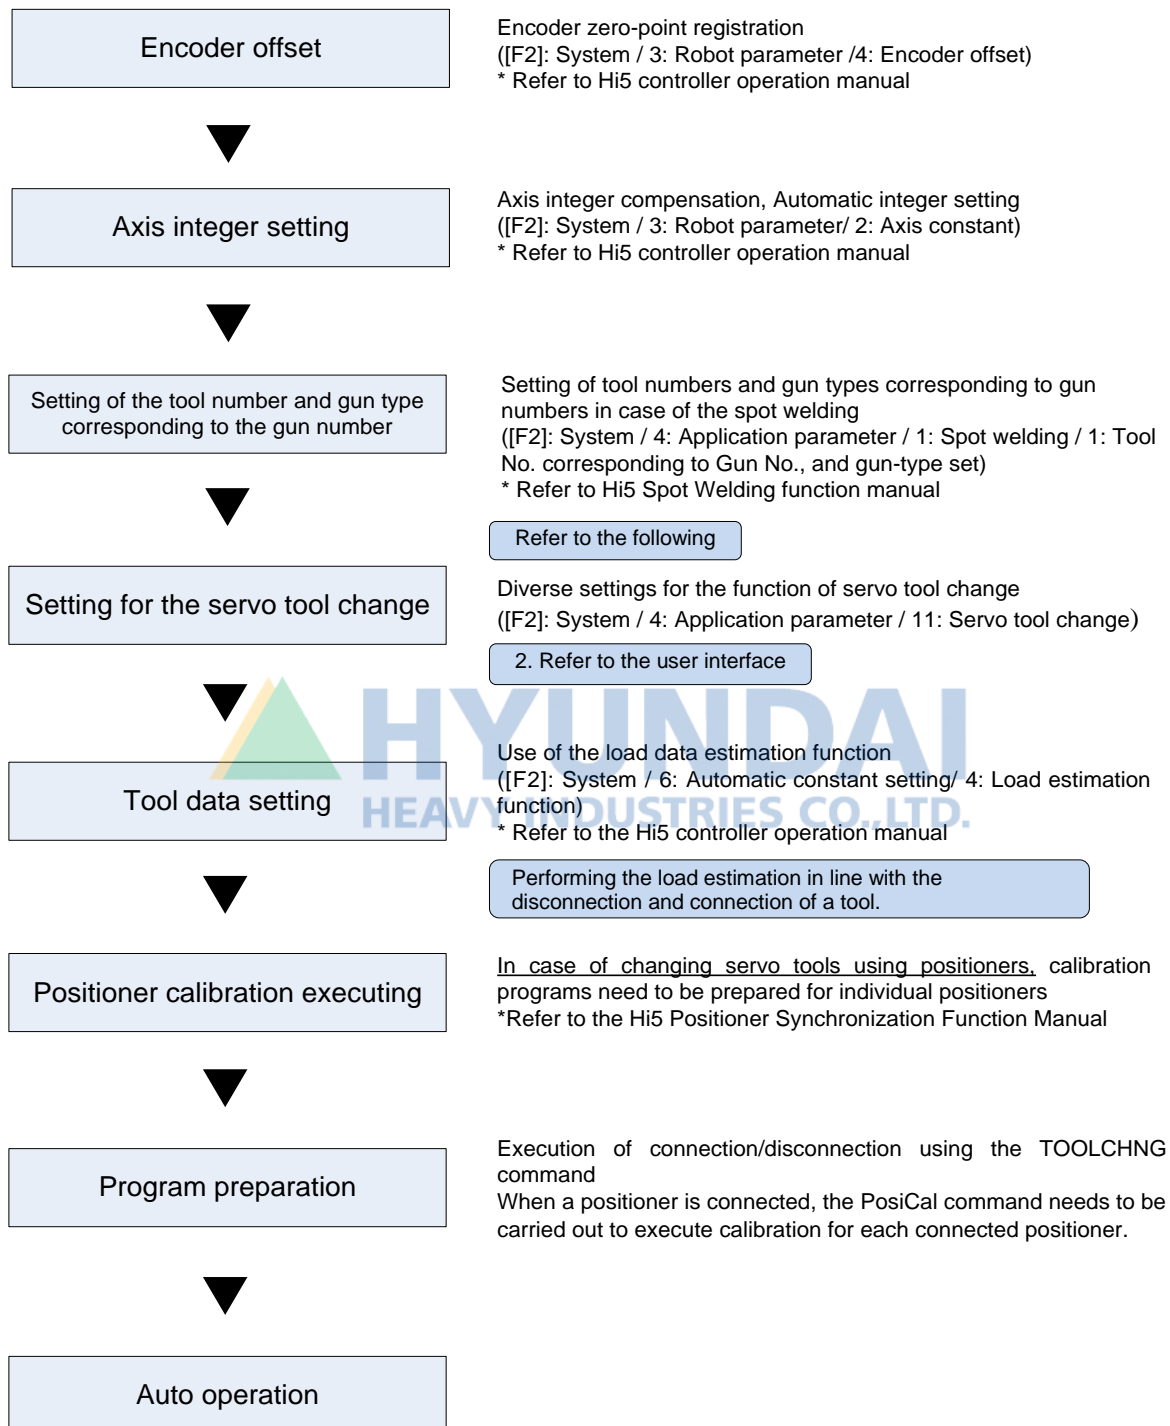 Encoder offset
Encoder zero-point registration
([F2]: System / 3: Robot parameter /4: Encoder offset)
* Refer to Hi5 controller operation manual
Axis integer setting
Axis integer compensation, Automatic integer setting
([F2]: System / 3: Robot parameter/ 2: Axis constant)
* Refer to Hi5 controller operation manual
Setting of the tool number and gun type
corresponding to the gun number
Setting of tool numbers and gun types corresponding to gun
numbers in case of the spot welding
([F2]: System / 4: Application parameter / 1: Spot welding / 1: Tool
No. corresponding to Gun No., and gun-type set)
* Refer to Hi5 Spot Welding function manual
Refer to the following
Setting for the servo tool change
Diverse settings for the function of servo tool change
([F2]: System / 4: Application parameter / 11: Servo tool change)
2. Refer to the user interface
HYUNDAI
HEAVY INDUSTRIES CO.,LTD.
Tool data setting
Use of the load data estimation function
([F2]: System / 6: Automatic constant setting/ 4: Load estimation
function)
* Refer to the Hi5 controller operation manual
Performing the load estimation in line with the
disconnection and connection of a tool.
Positioner calibration executing
In case of changing servo tools using positioners, calibration
programs need to be prepared for individual positioners
*Refer to the Hi5 Positioner Synchronization Function Manual
Program preparation
Execution of connection/disconnection using the TOOLCHNG
command
When a positioner is connected, the PosiCal command needs to be
carried out to execute calibration for each connected positioner.
Auto operation